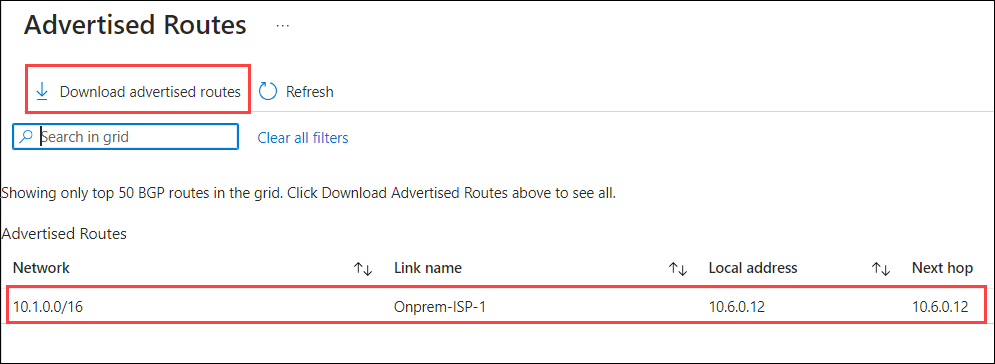 Advertised Routes ...
Download advertised routes Refresh
Search in grid Clear all filters
Showing only top 50 BGP routes in the grid. Click Download Advertised Routes above to see all.
Advertised Routes
Network ↑↓ Link name ↑↓ Local address ↑↓ Next hop
10.1.0.0/16 Onprem-ISP-1 10.6.0.12 10.6.0.12